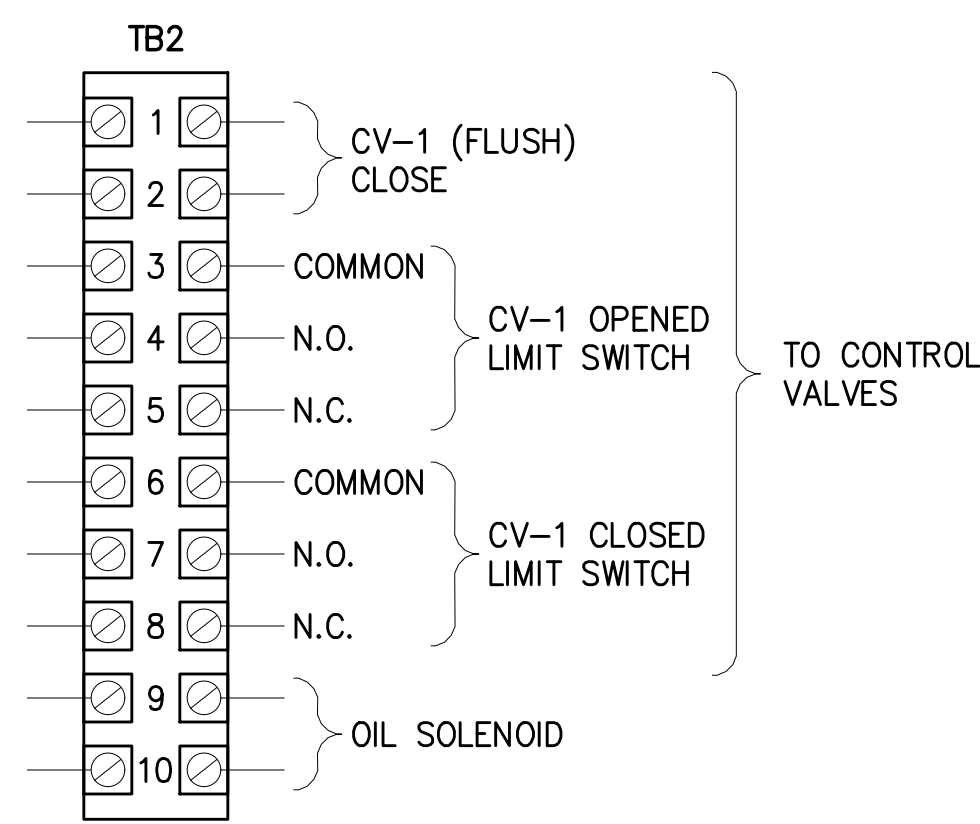 TB2
1
2
CV-1 (FLUSH)
CLOSE
3 COMMON
4 N.O.
5 N.C.
CV-1 OPENED
LIMIT SWITCH
6 COMMON
7 N.O.
8 N.C.
CV-1 CLOSED
LIMIT SWITCH
TO CONTROL
VALVES
9
10
OIL SOLENOID